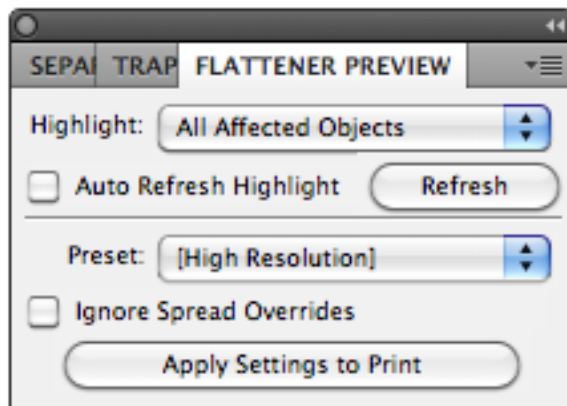 SEPA TRAP FLATTENER PREVIEW
Highlight: All Affected Objects
Auto Refresh Highlight Refresh
Preset: [High Resolution]
Ignore Spread Overrides
Apply Settings to Print